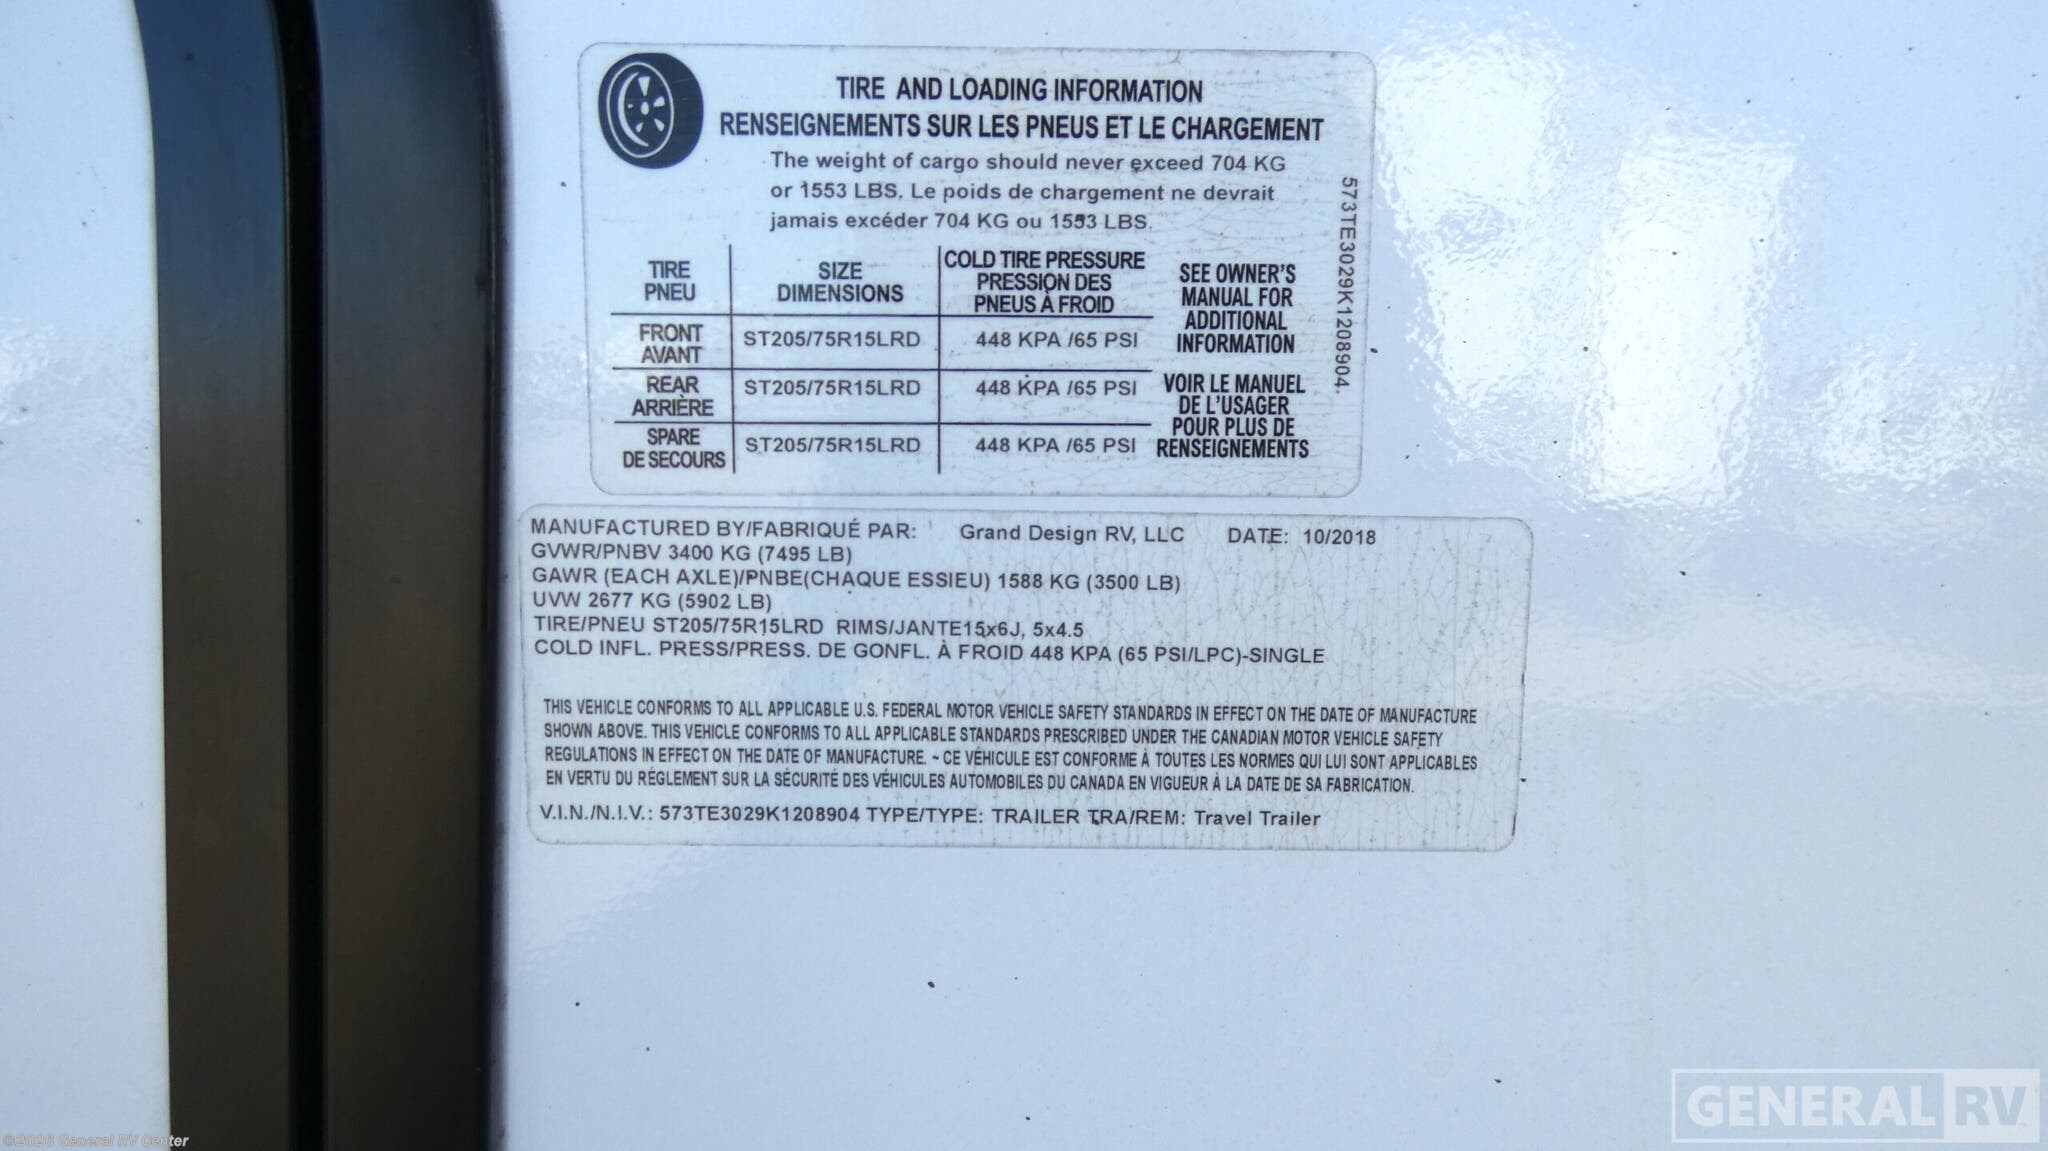 TIRE AND LOADING INFORMATION
RENSEIGNEMENTS SUR LES PNEUS ET LE CHARGEMENT
The weight of cargo should never exceed 704 KG
or 1553 LBS. Le poids de chargement ne devrait
jamais excéder 704 KG ou 1553 LBS.
TIRE
PNEU
SIZE
DIMENSIONS
COLD TIRE PRESSURE
PRESSION DES
PNEUS À FROID
FRONT
AVANT
ST205/75R15LRD
448 KPA /65 PSI
REAR
ARRIÈRE
ST205/75R15LRD
448 KPA /65 PSI
SPARE
DE SECOURS
ST205/75R15LRD
448 KPA /65 PSI
SEE OWNER'S
MANUAL FOR
ADDITIONAL
INFORMATION
VOIR LE MANUEL
DE L'USAGER
POUR PLUS DE
RENSEIGNEMENTS
573TE3029K1208904.
MANUFACTURED BY/FABRIQUÉ PAR: Grand Design RV, LLC DATE: 10/2018
GVWR/PNBV 3400 KG (7495 LB)
GAWR (EACH AXLE)/PNBE(CHAQUE ESSIEU) 1588 KG (3500 LB)
UVW 2677 KG (5902 LB)
TIRE/PNEU ST205/75R15LRD RIMS/JANTE15x6J, 5x4.5
COLD INFL. PRESS/PRESS. DE GONFL. À FROID 448 KPA (65 PSI/LPC)-SINGLE
THIS VEHICLE CONFORMS TO ALL APPLICABLE U.S. FEDERAL MOTOR VEHICLE SAFETY STANDARDS IN EFFECT ON THE DATE OF MANUFACTURE
SHOWN ABOVE. THIS VEHICLE CONFORMS TO ALL APPLICABLE STANDARDS PRESCRIBED UNDER THE CANADIAN MOTOR VEHICLE SAFETY
REGULATIONS IN EFFECT ON THE DATE OF MANUFACTURE. ~ CE VÉHICULE EST CONFORME À TOUTES LES NORMES QUI LUI SONT APPLICABLES
EN VERTU DU RÉGLEMENT SUR LA SÉCURITÉ DES VÉHICULES AUTOMOBILES DU CANADA EN VIGUEUR À LA DATE DE SA FABRICATION.
V.I.N./N.I.V.: 573TE3029K1208904 TYPE/TYPE: TRAILER TRA/REM: Travel Trailer
GENERAL RV
©2026 General RV Center